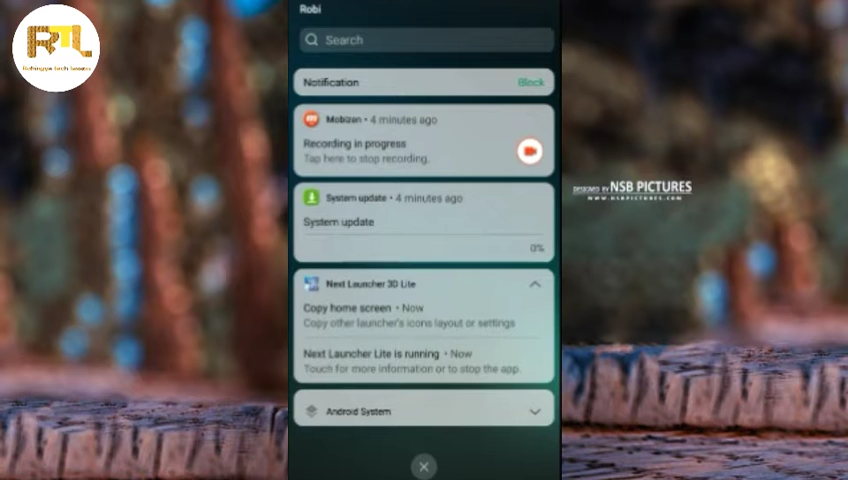 Robi
Search
Notification Block
Mobizen • 4 minutes ago
Recording in progress
Tap here to stop recording.
System update • 4 minutes ago
System update
0%
Next Launcher 3D Lite
Copy home screen • Now
Copy other launcher's icons layout or settings
Next Launcher Lite is running • Now
Touch for more information or to stop the app.
Android System
RTL
DESIGNED BY NSB PICTURES
WWW.NSBPICTURES.COM